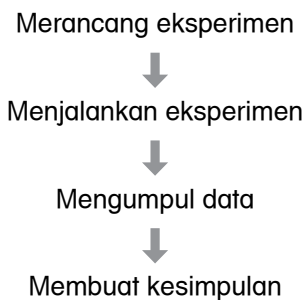 Merancang eksperimen
Menjalankan eksperimen
Mengumpul data
Membuat kesimpulan